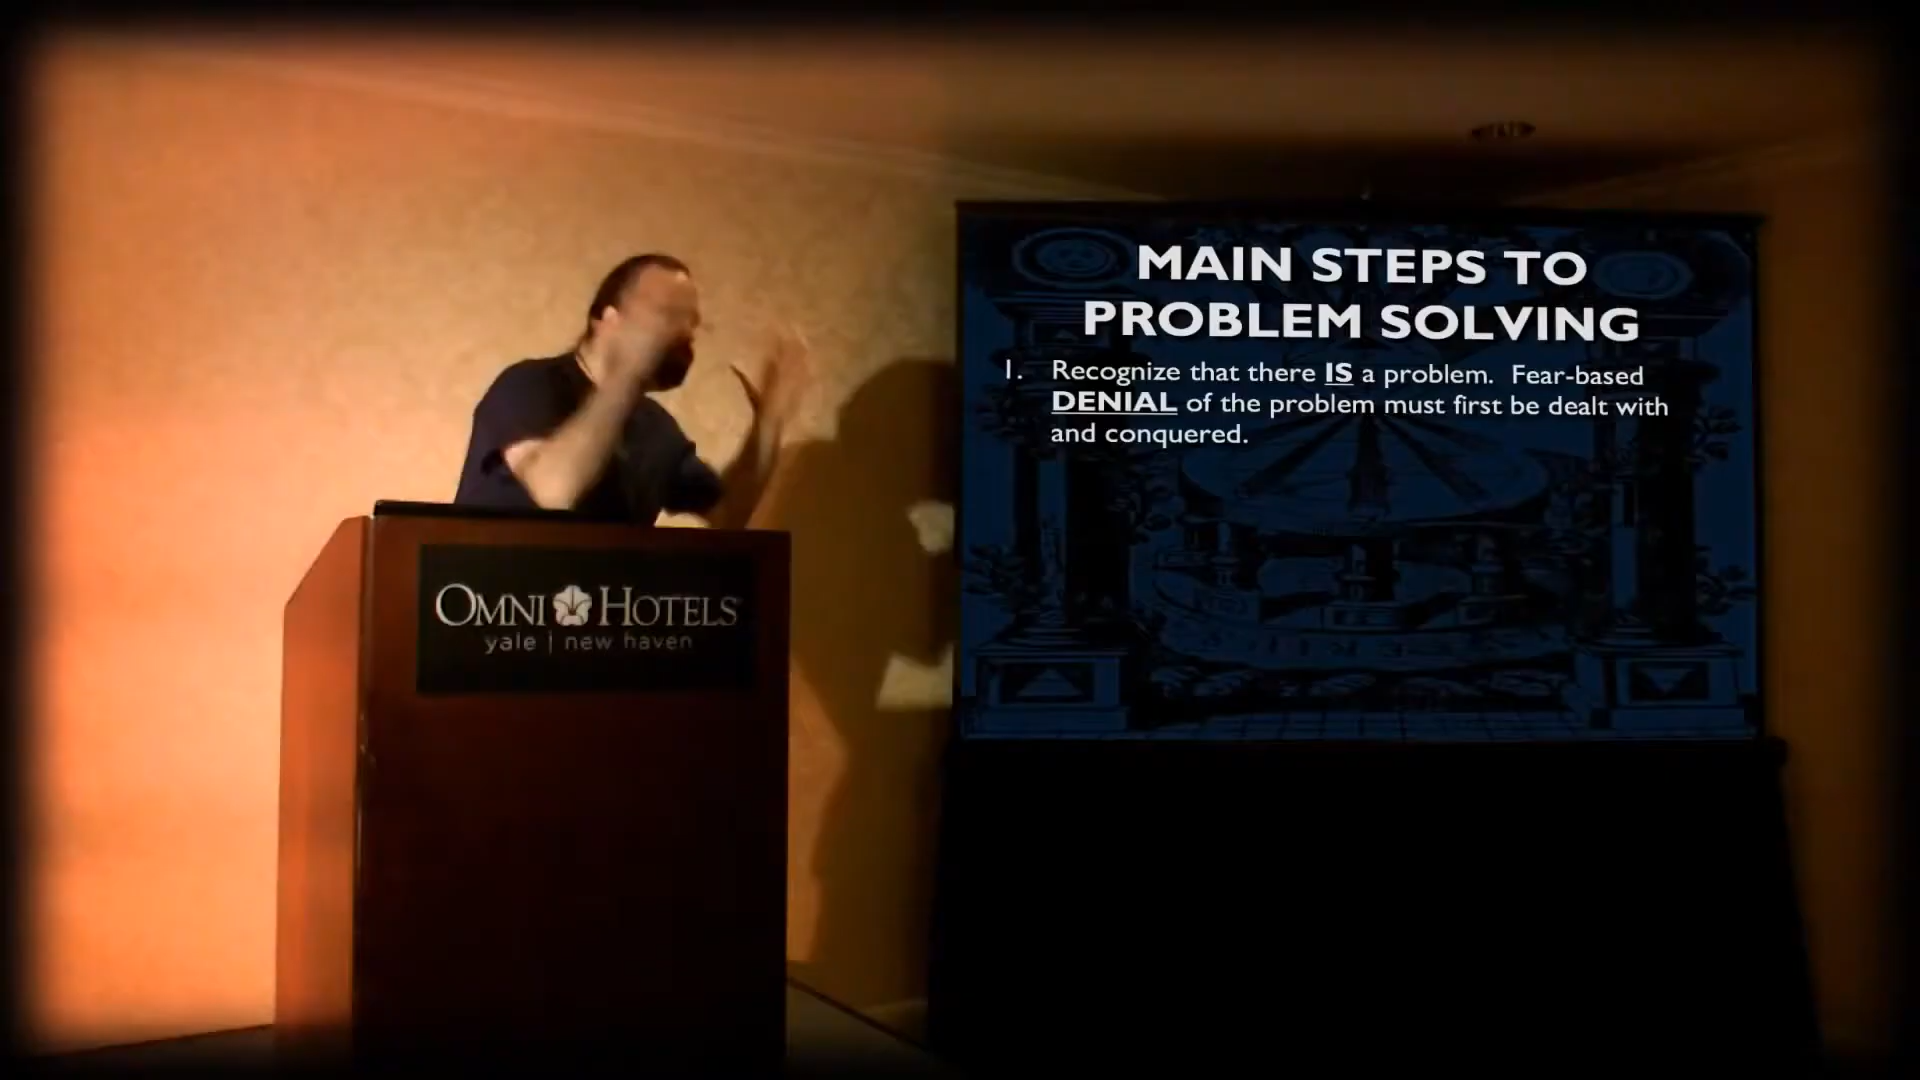 MAIN STEPS TO
PROBLEM SOLVING
1. Recognize that there IS a problem. Fear-based
DENIAL of the problem must first be dealt with
and conquered.
OMNI HOTELS
yale | new haven